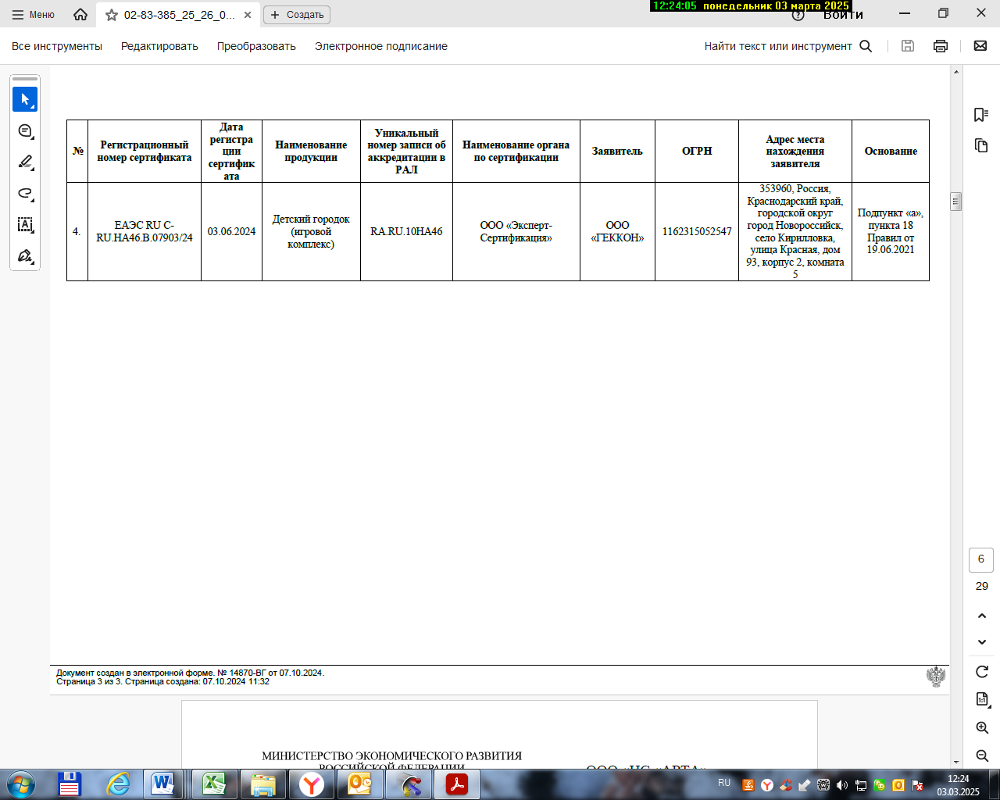 12:24:05 понедельник 03 марта 2025
Меню
02-83-385_25_26_0...
Создать
Войти
Все инструменты
Редактировать
Преобразовать
Электронное подписание
Найти текст или инструмент
№
Регистрационный
номер сертификата
Дата
регистра
ции
сертифик
ата
Наименование
продукции
Уникальный
номер записи об
аккредитации в
РАЛ
Наименование органа
по сертификации
Заявитель
ОГРН
Адрес места
нахождения
заявителя
Основание
4.
ЕАЭС RU C-
RU.НА46.В.07903/24
03.06.2024
Детский городок
(игровой
комплекс)
RA.RU.10НА46
ООО «Эксперт-
Сертификация»
ООО
«ГЕККОН»
1162315052547
353960, Россия,
Краснодарский край,
городской округ
город Новороссийск,
село Кирилловка,
улица Красная, дом
93, корпус 2, комната
5
Подпункт «а»,
пункта 18
Правил от
19.06.2021
6
29
Документ создан в электронной форме. № 14870-ВГ от 07.10.2024.
Страница 3 из 3. Страница создана: 07.10.2024 11:32
МИНИСТЕРСТВО ЭКОНОМИЧЕСКОГО РАЗВИТИЯ
РОССИЙСКОЙ ФЕДЕРАЦИИ
ООО «ЦС «АРТА»
RU
12:24
03.03.2025